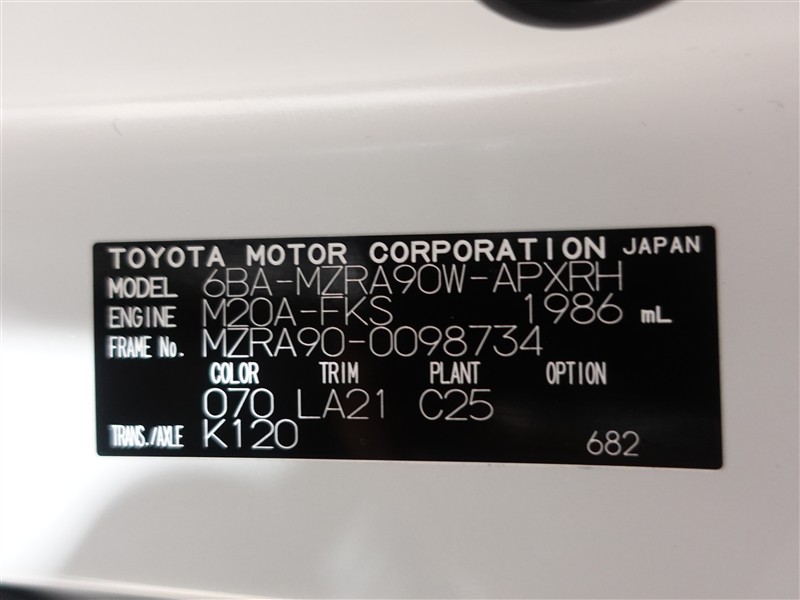 TOYOTA MOTOR CORPORATION JAPAN
MODEL 6BA-MZRA90W-APXRH
ENGINE M20A-FKS 1986 mL
FRAME No. MZRA90-0098734
COLOR TRIM PLANT OPTION
070 LA21 C25
TRANS./AXLE K120 682